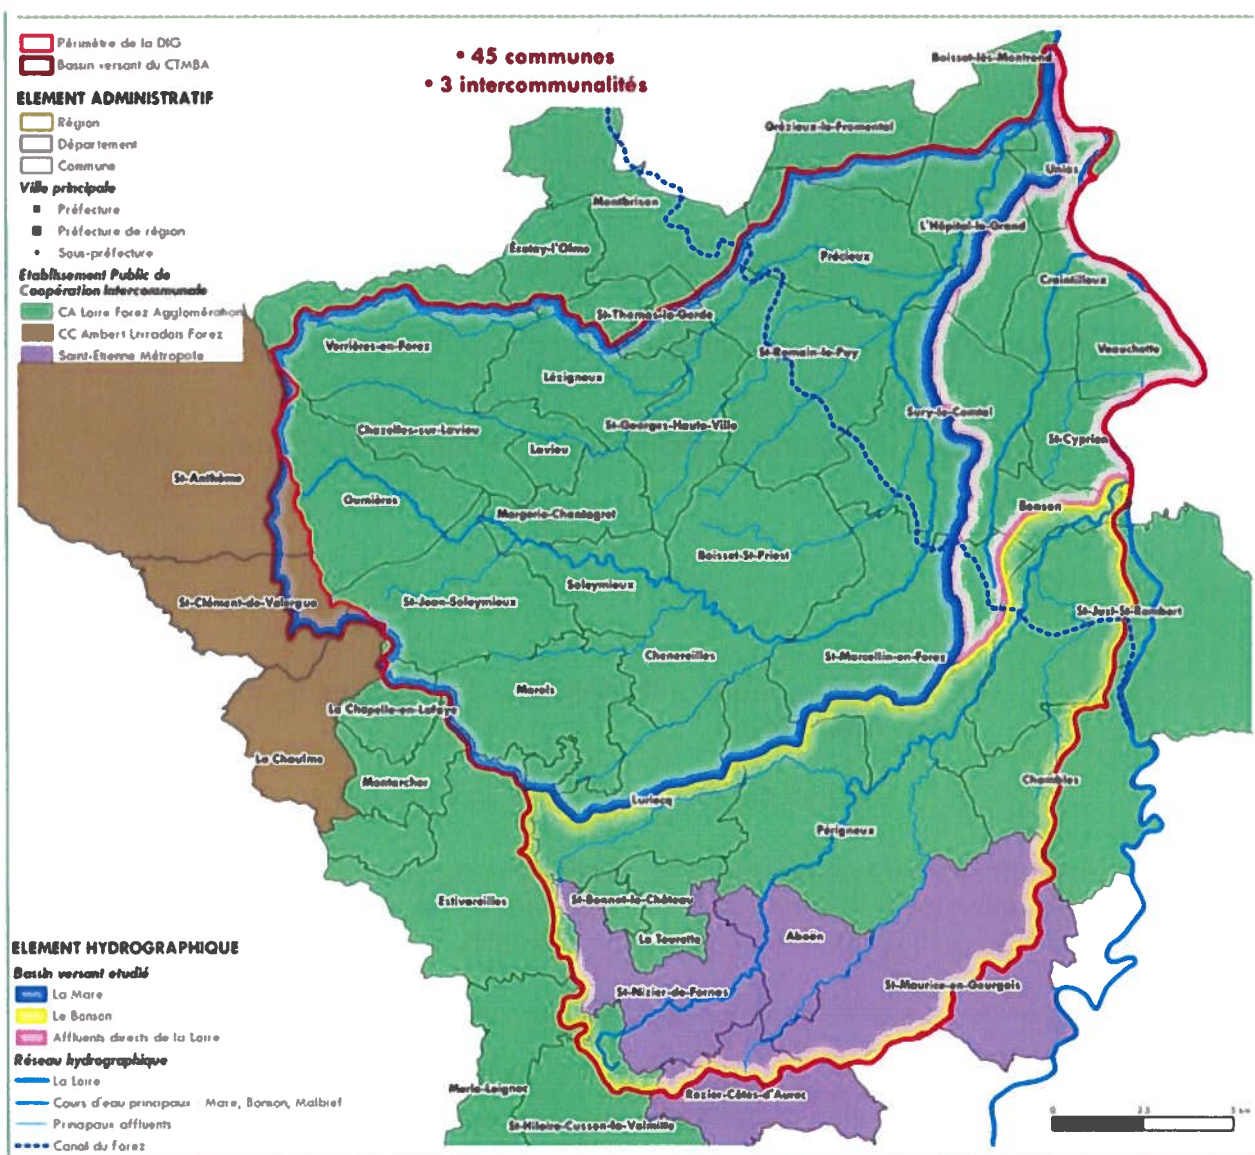 Périmètre de la DIG
Bassin versant du CTMBA
ELEMENT ADMINISTRATIF
Région
Département
Commune
Ville principale
Préfecture
Préfecture de région
Sous-préfecture
Etablissement Public de
Coopération Intercommunale
CA Loire Forez Agglomération
CC Ambert Livradois Forez
Saint-Etienne Métropole
• 45 communes
• 3 intercommunalités
Boisset-lès-Montrond
Grézieux-le-Fromental
Unias
Montbrison
L'Hôpital-le-Grand
Écotay-l'Olme
Précieux
Craintilleux
St-Thomas-la-Garde
Verrières-en-Forez
St-Romain-le-Puy
Veauchette
Lézigneux
Sury-le-Comtal
Chazelles-sur-Lavieu
St-Georges-Haute-Ville
St-Cyprien
Lavieu
St-Anthème
Gumières
Margerie-Chantagret
Bonson
Boisset-St-Priest
Soleymieux
St-Clément-de-Valorgue
St-Jean-Soleymieux
St-Just-St-Rambert
Chenereilles
St-Marcellin-en-Forez
Marols
La Chapelle-en-Lafaye
La Chaulme
Montarcher
Chambles
Luriecq
Périgneux
Estivareilles
St-Bonnet-le-Château
La Tourette
Aboën
St-Nizier-de-Fornas
St-Maurice-en-Gourgois
Merle-Leignec
Rozier-Côtes-d'Aurec
St-Hilaire-Cusson-la-Valmitte
ELEMENT HYDROGRAPHIQUE
Bassin versant etudié
La Mare
Le Bonson
Affluents directs de la Loire
Réseau hydrographique
La Loire
Cours d'eau principaux Mare, Bonson, Malbief
Principaux affluents
Canal du Forez
0 2.5 5 km